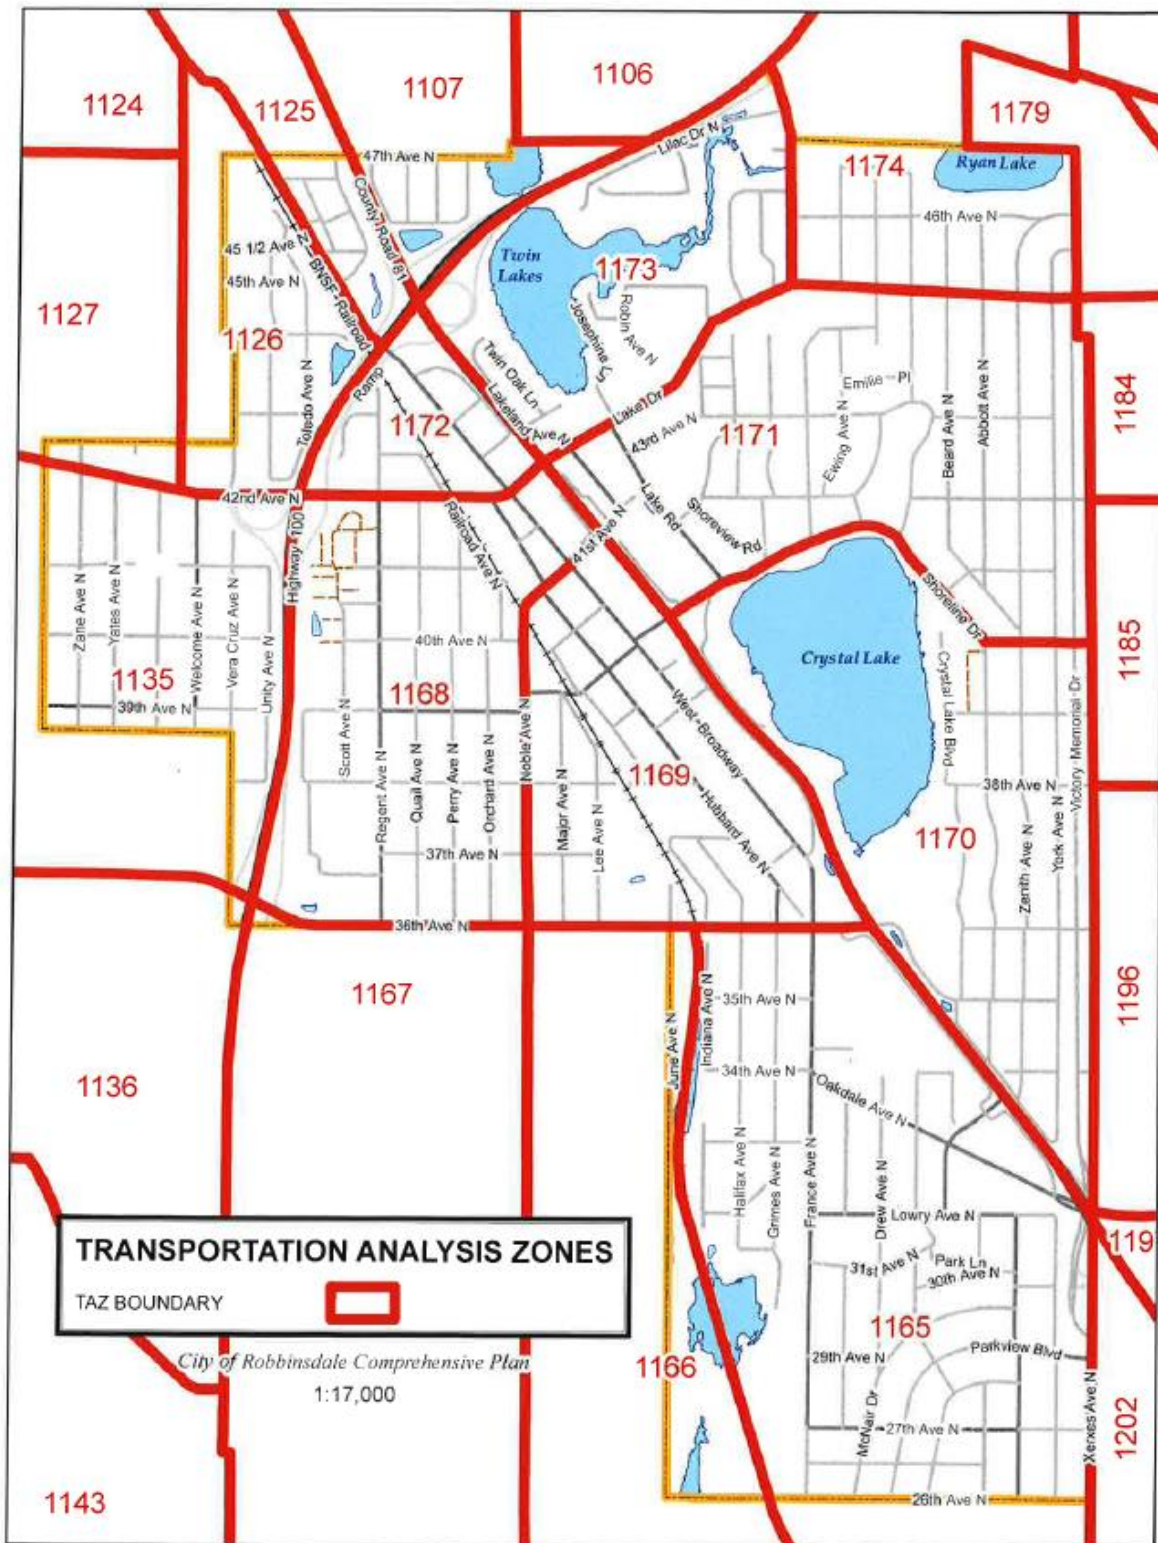 1124
1125
1107
1106
1179
47th Ave N
Lilac Dr N
1174
Ryan Lake
County Road 81
46th Ave N
45 1/2 Ave N
Twin
Lakes
1173
45th Ave N
BNSF Railroad
1127
1126
Robin Ave N
Josephine Ln
Twin Oak Ln
Ramp
Toledo Ave N
Lakeland Ave N
Emilie Pl
Lake Dr
1172
43rd Ave N
1171
Ewing Ave N
Beard Ave N
Abbott Ave N
1184
42nd Ave N
Highway 100
Railroad Ave N
41st Ave N
Lake Rd
Shoreview Rd
Zane Ave N
Yates Ave N
Welcome Ave N
Vera Cruz Ave N
Unity Ave N
Shoreline Dr
40th Ave N
Crystal Lake
1185
1135
1168
39th Ave N
Scott Ave N
Regent Ave N
Quail Ave N
Perry Ave N
Orchard Ave N
Noble Ave N
Major Ave N
Lee Ave N
West Broadway
Hubbard Ave N
Crystal Lake Blvd
Victory Memorial Dr
1169
38th Ave N
York Ave N
Zenith Ave N
1170
37th Ave N
36th Ave N
1167
35th Ave N
1196
June Ave N
Indiana Ave N
34th Ave N
1136
Oakdale Ave N
Halifax Ave N
Grimes Ave N
France Ave N
Drew Ave N
Lowry Ave N
119
TRANSPORTATION ANALYSIS ZONES
31st Ave N
Park Ln
30th Ave N
TAZ BOUNDARY
1165
City of Robbinsdale Comprehensive Plan
1:17,000
1166
29th Ave N
Parkview Blvd
McNair Dr
27th Ave N
Xerxes Ave N
1202
1143
26th Ave N